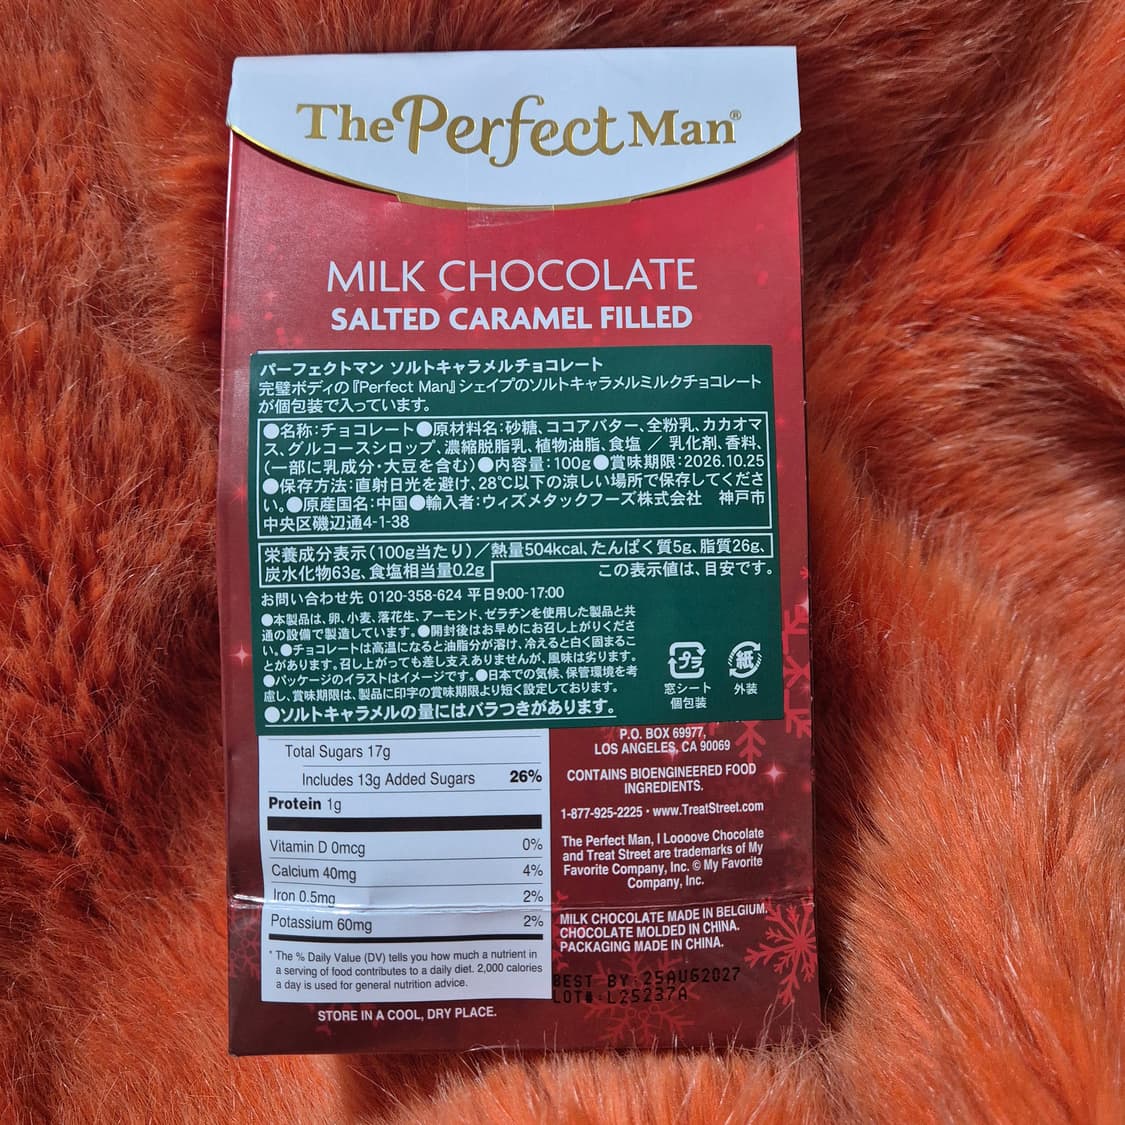 The Perfect Man®
MILK CHOCOLATE
SALTED CARAMEL FILLED
パーフェクトマン ソルトキャラメルチョコレート
完璧ボディの『Perfect Man』シェイプのソルトキャラメルミルクチョコレート
が個包装で入っています。
●名称:チョコレート●原材料名:砂糖、ココアバター、全粉乳、カカオマ
ス、グルコースシロップ、濃縮脱脂乳、植物油脂、食塩 / 乳化剤、香料、
(一部に乳成分・大豆を含む)●内容量:100g●賞味期限:2026.10.25
●保存方法:直射日光を避け、28℃以下の涼しい場所で保存してくださ
い。●原産国名:中国●輸入者:ウィズメタックフーズ株式会社 神戸市
中央区磯辺通4-1-38
栄養成分表示(100g当たり)/熱量504kcal、たんぱく質5g、脂質26g、
炭水化物63g、食塩相当量0.2g
この表示値は、目安です。
お問い合わせ先 0120-358-624 平日9:00-17:00
●本製品は、卵、小麦、落花生、アーモンド、ゼラチンを使用した製品と共
通の設備で製造しています。●開封後はお早めにお召し上がりくださ
い。●チョコレートは高温になると油脂分が溶け、冷えると白く固まるこ
とがあります。召し上がっても差し支えありませんが、風味は劣ります。
●パッケージのイラストはイメージです。●日本での気候、保管環境を考
慮し、賞味期限は、製品に印字の賞味期限より短く設定しております。
●ソルトキャラメルの量にはバラつきがあります。
プラ
窓シート
個包装
紙
外装
Total Sugars 17g
Includes 13g Added Sugars 26%
Protein 1g
Vitamin D 0mcg 0%
Calcium 40mg 4%
Iron 0.5mg 2%
Potassium 60mg 2%
* The % Daily Value (DV) tells you how much a nutrient in
a serving of food contributes to a daily diet. 2,000 calories
a day is used for general nutrition advice.
STORE IN A COOL, DRY PLACE.
P.O. BOX 69977,
LOS ANGELES, CA 90069
CONTAINS BIOENGINEERED FOOD
INGREDIENTS.
1-877-925-2225 · www.TreatStreet.com
The Perfect Man, I Loooove Chocolate
and Treat Street are trademarks of My
Favorite Company, Inc. © My Favorite
Company, Inc.
MILK CHOCOLATE MADE IN BELGIUM.
CHOCOLATE MOLDED IN CHINA.
PACKAGING MADE IN CHINA.
BEST BY:25AUG2027
LOT#:L25237A